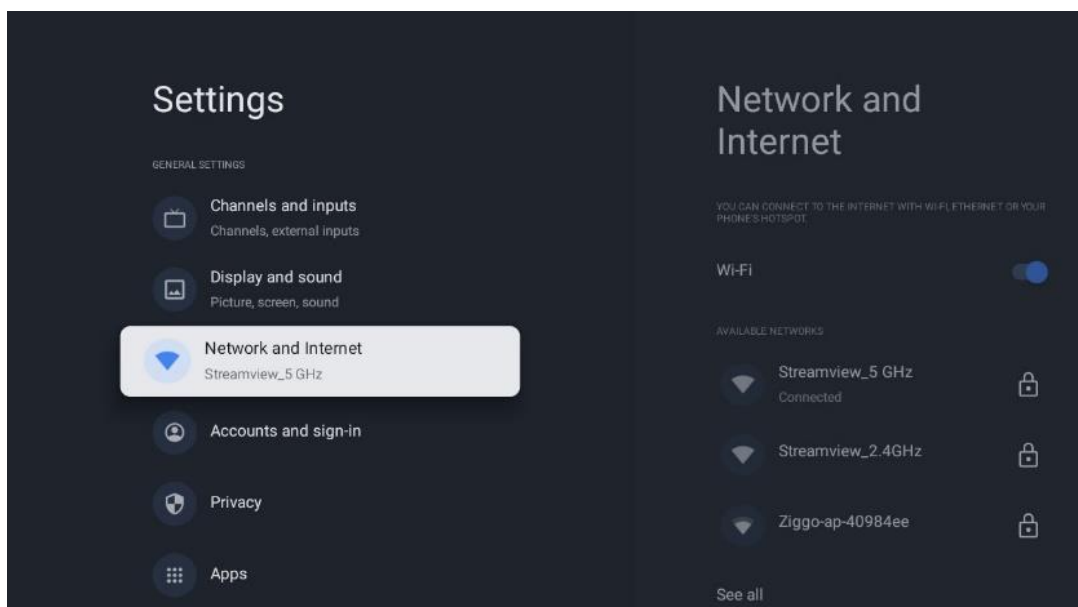 Settings
GENERAL SETTINGS
Channels and inputs
Channels, external inputs
Display and sound
Picture, screen, sound
Network and Internet
Streamview_5 GHz
Accounts and sign-in
Privacy
Apps
Network and
Internet
YOU CAN CONNECT TO THE INTERNET WITH WI-FI, ETHERNET OR YOUR
PHONE'S HOTSPOT.
Wi-Fi
AVAILABLE NETWORKS
Streamview_5 GHz
Connected
Streamview_2.4GHz
Ziggo-ap-40984ee
See all